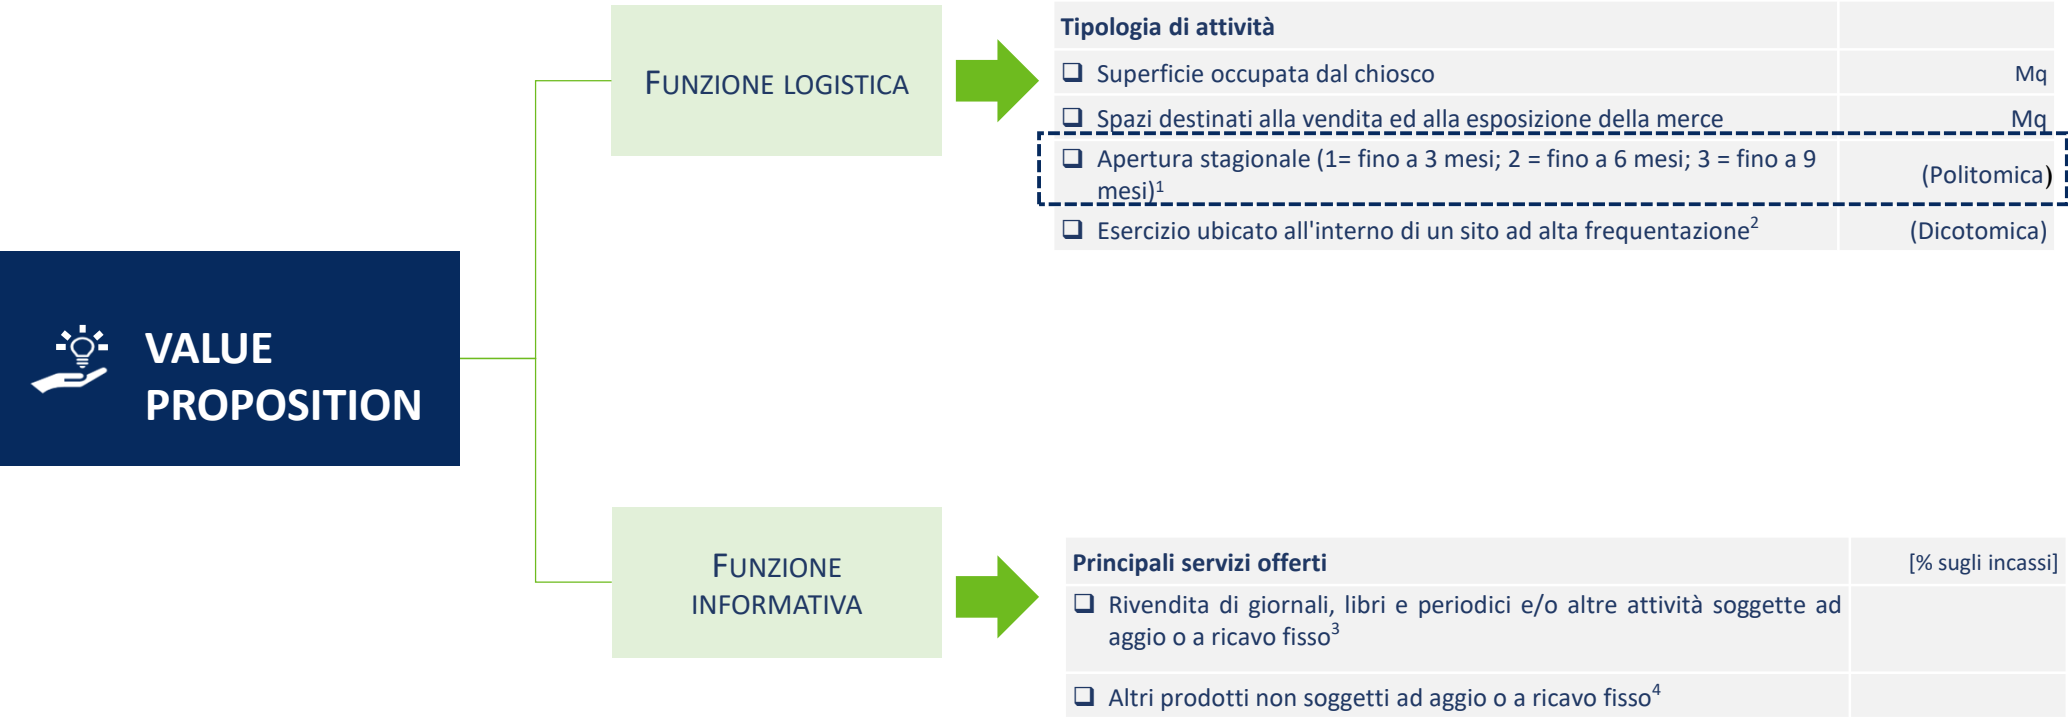 VALUE
PROPOSITION
FUNZIONE LOGISTICA
Tipologia di attività
❑ Superficie occupata dal chiosco Mq
❑ Spazi destinati alla vendita ed alla esposizione della merce Mq
❑ Apertura stagionale (1= fino a 3 mesi; 2 = fino a 6 mesi; 3 = fino a 9
mesi)¹ (Politomica)
❑ Esercizio ubicato all'interno di un sito ad alta frequentazione² (Dicotomica)
FUNZIONE
INFORMATIVA
Principali servizi offerti [% sugli incassi]
❑ Rivendita di giornali, libri e periodici e/o altre attività soggette ad
aggio o a ricavo fisso³
❑ Altri prodotti non soggetti ad aggio o a ricavo fisso⁴